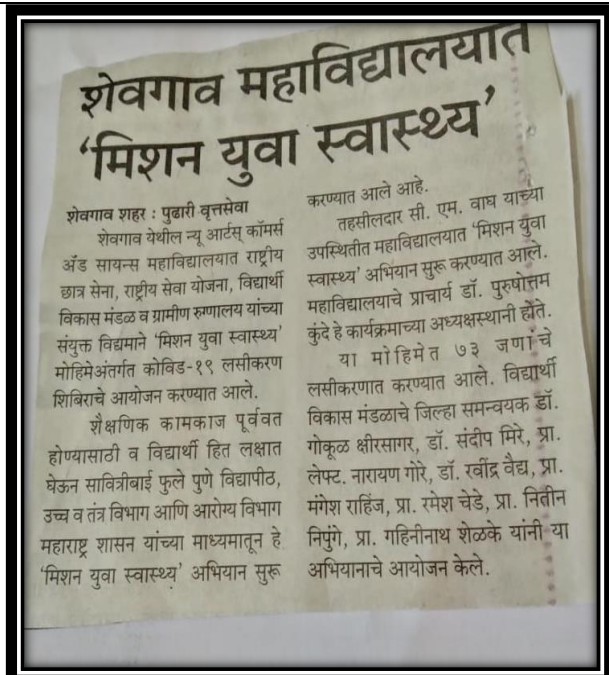 शेवगाव महाविद्यालयात
‘मिशन युवा स्वास्थ्य’
शेवगाव शहर : पुढारी वृत्तसेवा
शेवगाव येथील न्यू आर्टस् कॉमर्स
अँड सायन्स महाविद्यालयात राष्ट्रीय
छात्र सेना, राष्ट्रीय सेवा योजना, विद्यार्थी
विकास मंडळ व ग्रामीण रुग्णालय यांच्या
संयुक्त विद्यमाने ‘मिशन युवा स्वास्थ्य’
मोहिमेअंतर्गत कोविड-१९ लसीकरण
शिबिराचे आयोजन करण्यात आले.
शैक्षणिक कामकाज पूर्ववत
होण्यासाठी व विद्यार्थी हित लक्षात
घेऊन सावित्रीबाई फुले पुणे विद्यापीठ,
उच्च व तंत्र विभाग आणि आरोग्य विभाग
महाराष्ट्र शासन यांच्या माध्यमातून हे
‘मिशन युवा स्वास्थ्य’ अभियान सुरू
करण्यात आले आहे.
तहसीलदार सी. एम. वाघ याच्या
उपस्थितीत महाविद्यालयात ‘मिशन युवा
स्वास्थ्य’ अभियान सुरू करण्यात आले.
महाविद्यालयाचे प्राचार्य डॉ. पुरुषोत्तम
कुंदे हे कार्यक्रमाच्या अध्यक्षस्थानी होते.
या मोहिमेत ७३ जणांचे
लसीकरणात करण्यात आले. विद्यार्थी
विकास मंडळाचे जिल्हा समन्वयक डॉ.
गोकूळ क्षीरसागर, डॉ. संदीप मिरे, प्रा.
लेफ्ट. नारायण गोरे, डॉ. रवींद्र वैद्य, प्रा.
मंगेश राहिंज, प्रा. रमेश चेडे, प्रा. नितीन
निपुंगे, प्रा. गहिनीनाथ शेळके यांनी या
अभियानाचे आयोजन केले.